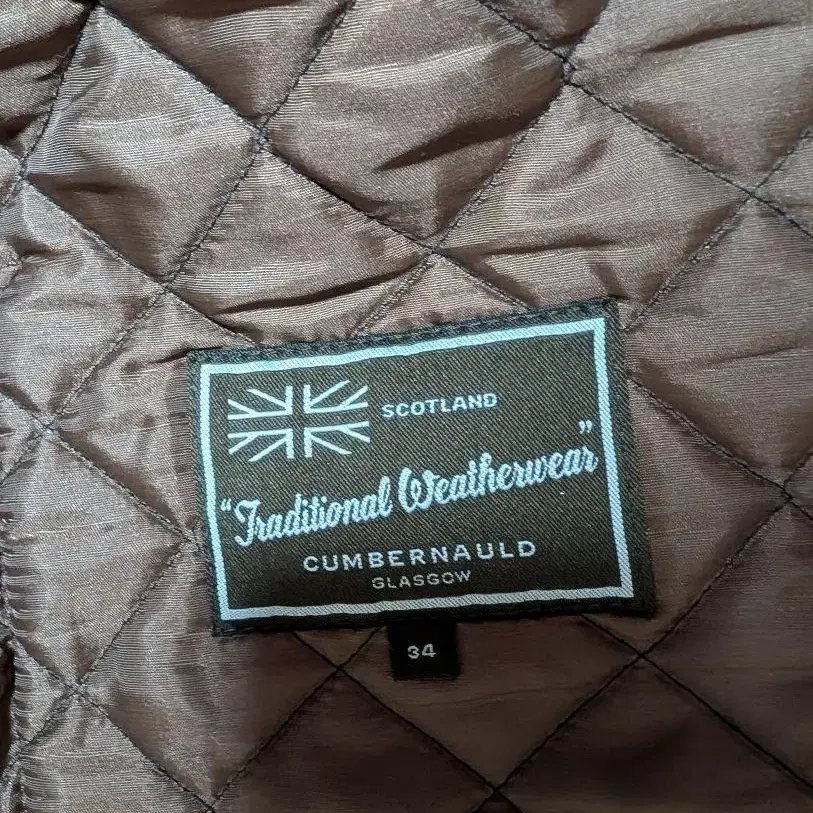 SCOTLAND
"Traditional Weatherwear"
CUMBERNAULD
GLASGOW
34